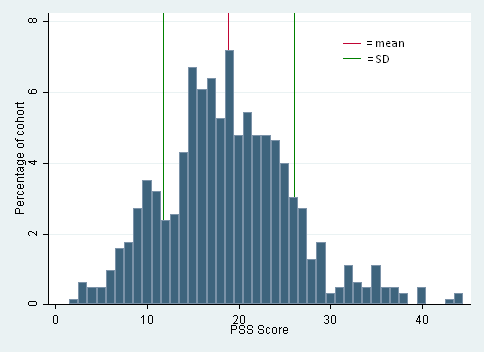 8
= mean
= SD
6
Percentage of cohort
4
2
0
0 10 20 30 40
PSS Score